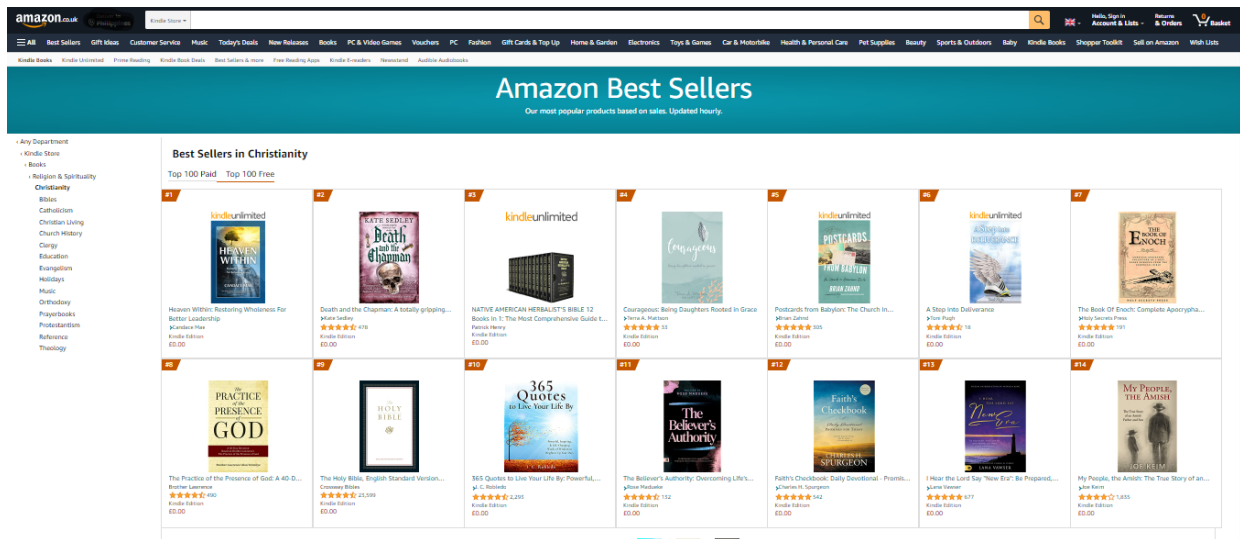 amazon.co.uk
Kindle Store
Hello, Sign in
Account & Lists
Returns
& Orders
0
Basket
All Best Sellers Gift Ideas Customer Service Music Today's Deals New Releases Books PC & Video Games Vouchers PC Fashion Gift Cards & Top Up Home & Garden Electronics Toys & Games Car & Motorbike Health & Personal Care Pet Supplies Beauty Sports & Outdoors Baby Kindle Books Shopper Toolkit Sell on Amazon Wish Lists
Kindle Books Kindle Unlimited Prime Reading Kindle Book Deals Best Sellers & more Free Reading Apps Kindle E-readers Newsstand Audible Audiobooks
Amazon Best Sellers
Our most popular products based on sales. Updated hourly.
‹ Any Department
‹ Kindle Store
‹ Books
‹ Religion & Spirituality
Christianity
Bibles
Catholicism
Christian Living
Church History
Clergy
Education
Evangelism
Holidays
Music
Orthodoxy
Prayerbooks
Protestantism
Reference
Theology
Best Sellers in Christianity
Top 100 Paid Top 100 Free
#1
kindleunlimited
HEAVEN
WITHIN
Heaven Within: Restoring Wholeness For
Better Leadership
Candace Mae
Kindle Edition
£0.00
#2
KATE SEDLEY
Death
and the
Chapman
Death and the Chapman: A totally gripping...
Kate Sedley
478
Kindle Edition
£0.00
#3
kindleunlimited
NATIVE AMERICAN HERBALIST'S BIBLE 12
Books in 1: The Most Comprehensive Guide t...
Patrick Henry
Kindle Edition
£0.00
#4
Courageous
Courageous: Being Daughters Rooted in Grace
Terra A. Mattson
53
Kindle Edition
£0.00
#5
kindleunlimited
POSTCARDS
FROM BABYLON
BRIAN ZAHND
Postcards from Babylon: The Church In...
Brian Zahnd
305
Kindle Edition
£0.00
#6
kindleunlimited
A Step into
DELIVERANCE
A Step Into Deliverance
Toni Pugh
18
Kindle Edition
£0.00
#7
THE
BOOK OF
ENOCH
The Book Of Enoch: Complete Apocrypha...
Holy Secrets Press
191
Kindle Edition
£0.00
#8
The
PRACTICE
of the
PRESENCE
of
GOD
The Practice of the Presence of God: A 40-D...
Brother Lawrence
490
Kindle Edition
£0.00
#9
THE
HOLY
BIBLE
The Holy Bible, English Standard Version...
Crossway Bibles
23,599
Kindle Edition
£0.00
#10
365
Quotes
to Live Your Life By
I. C. Robledo
365 Quotes to Live Your Life By: Powerful,...
I. C. Robledo
2,293
Kindle Edition
£0.00
#11
The
Believer's
Authority
The Believer's Authority: Overcoming Life's...
Rose Madueke
132
Kindle Edition
£0.00
#12
Faith's
Checkbook
CHARLES H.
SPURGEON
Faith's Checkbook: Daily Devotional - Promis...
Charles H. Spurgeon
542
Kindle Edition
£0.00
#13
New
Era
LANA VAWSER
I Hear the Lord Say "New Era": Be Prepared,...
Lana Vawser
677
Kindle Edition
£0.00
#14
MY PEOPLE,
THE AMISH
JOE KEIM
My People, the Amish: The True Story of an...
Joe Keim
1,835
Kindle Edition
£0.00